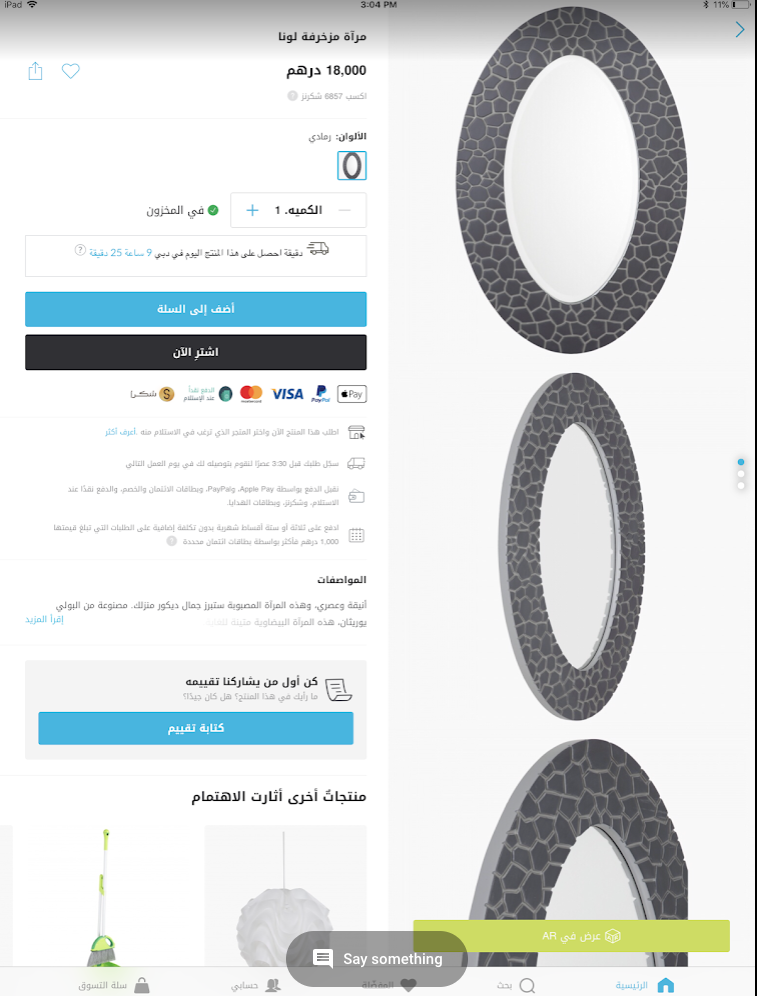 iPad
3:04 PM
11%
مرآة مزخرفة لونا
18,000 درهم
اكسب 6857 شكرنز
الألوان: رمادي
الكميه. 1
في المخزون
دقيقة احصل على هذا المنتج اليوم في دبي 9 ساعة 25 دقيقة
أضف إلى السلة
اشترِ الآن
Pay
PayPal
VISA
mastercard
الدفع نقداً
عند الإستلام
شكرا
اطلب هذا المنتج الآن واختر المتجر الذي ترغب في الاستلام منه .أعرف أكثر
سجّل طلبك قبل 3:30 عصرًا لنقوم بتوصيله لك في يوم العمل التالي
نقبل الدفع بواسطة Apple Pay، وPayPal، وبطاقات الائتمان والخصم، والدفع نقدًا عند
الاستلام، وشكرنز، وبطاقات الهدايا.
ادفع على ثلاثة أو ستة أقساط شهرية بدون تكلفة إضافية على الطلبات التي تبلغ قيمتها
1,000 درهم فأكثر بواسطة بطاقات ائتمان محددة
المواصفات
أنيقة وعصري، وهذه المرآة المصبوبة ستبرز جمال ديكور منزلك. مصنوعة من البولي
يوريثان، هذه المرآة البيضاوية متينة للغاية
إقرأ المزيد
كن أول من يشاركنا تقييمه
ما رأيك في هذا المنتج؟ هل كان جيدًا؟
كتابة تقييم
منتجاتٌ أخرى أثارت الاهتمام
عرض في AR
Say something
الرئيسية
بحث
المفضّلة
حسابي
سلة التسوق